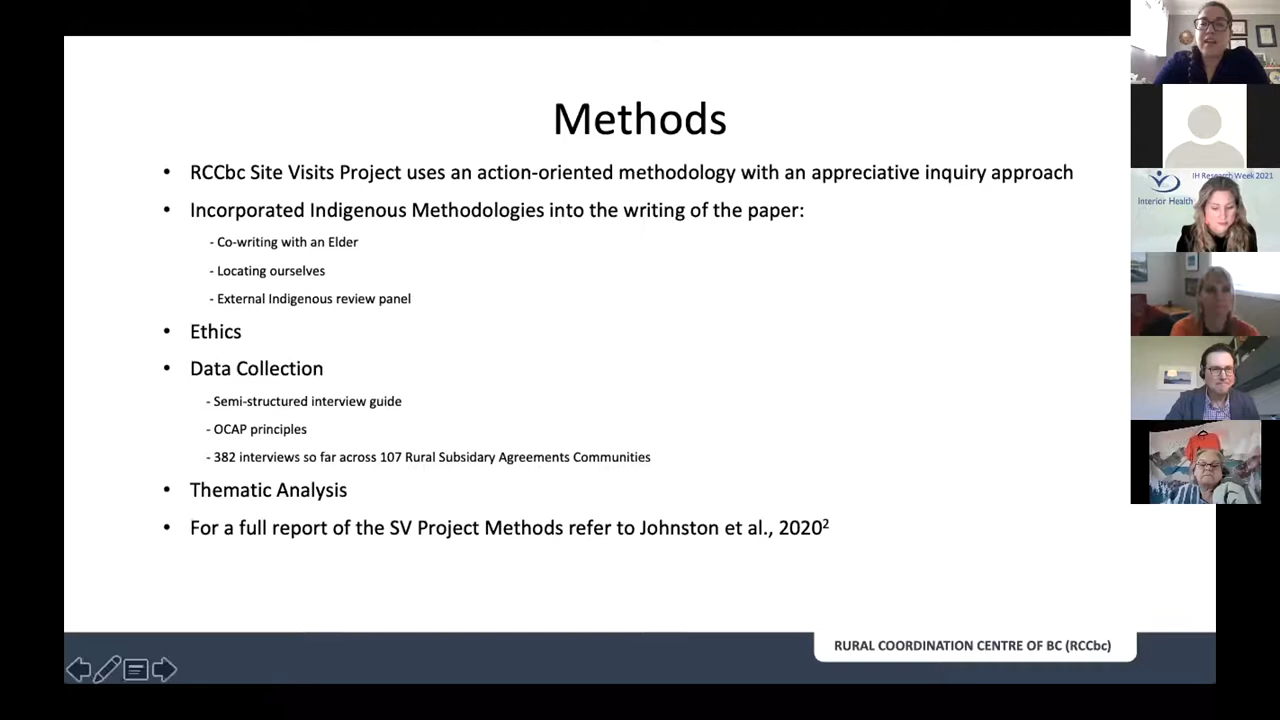 Methods
• RCCbc Site Visits Project uses an action-oriented methodology with an appreciative inquiry approach
• Incorporated Indigenous Methodologies into the writing of the paper:
- Co-writing with an Elder
- Locating ourselves
- External Indigenous review panel
• Ethics
• Data Collection
- Semi-structured interview guide
- OCAP principles
- 382 interviews so far across 107 Rural Subsidary Agreements Communities
• Thematic Analysis
• For a full report of the SV Project Methods refer to Johnston et al., 2020²
RURAL COORDINATION CENTRE OF BC (RCCbc)
IH Research Week 2021
Interior Health